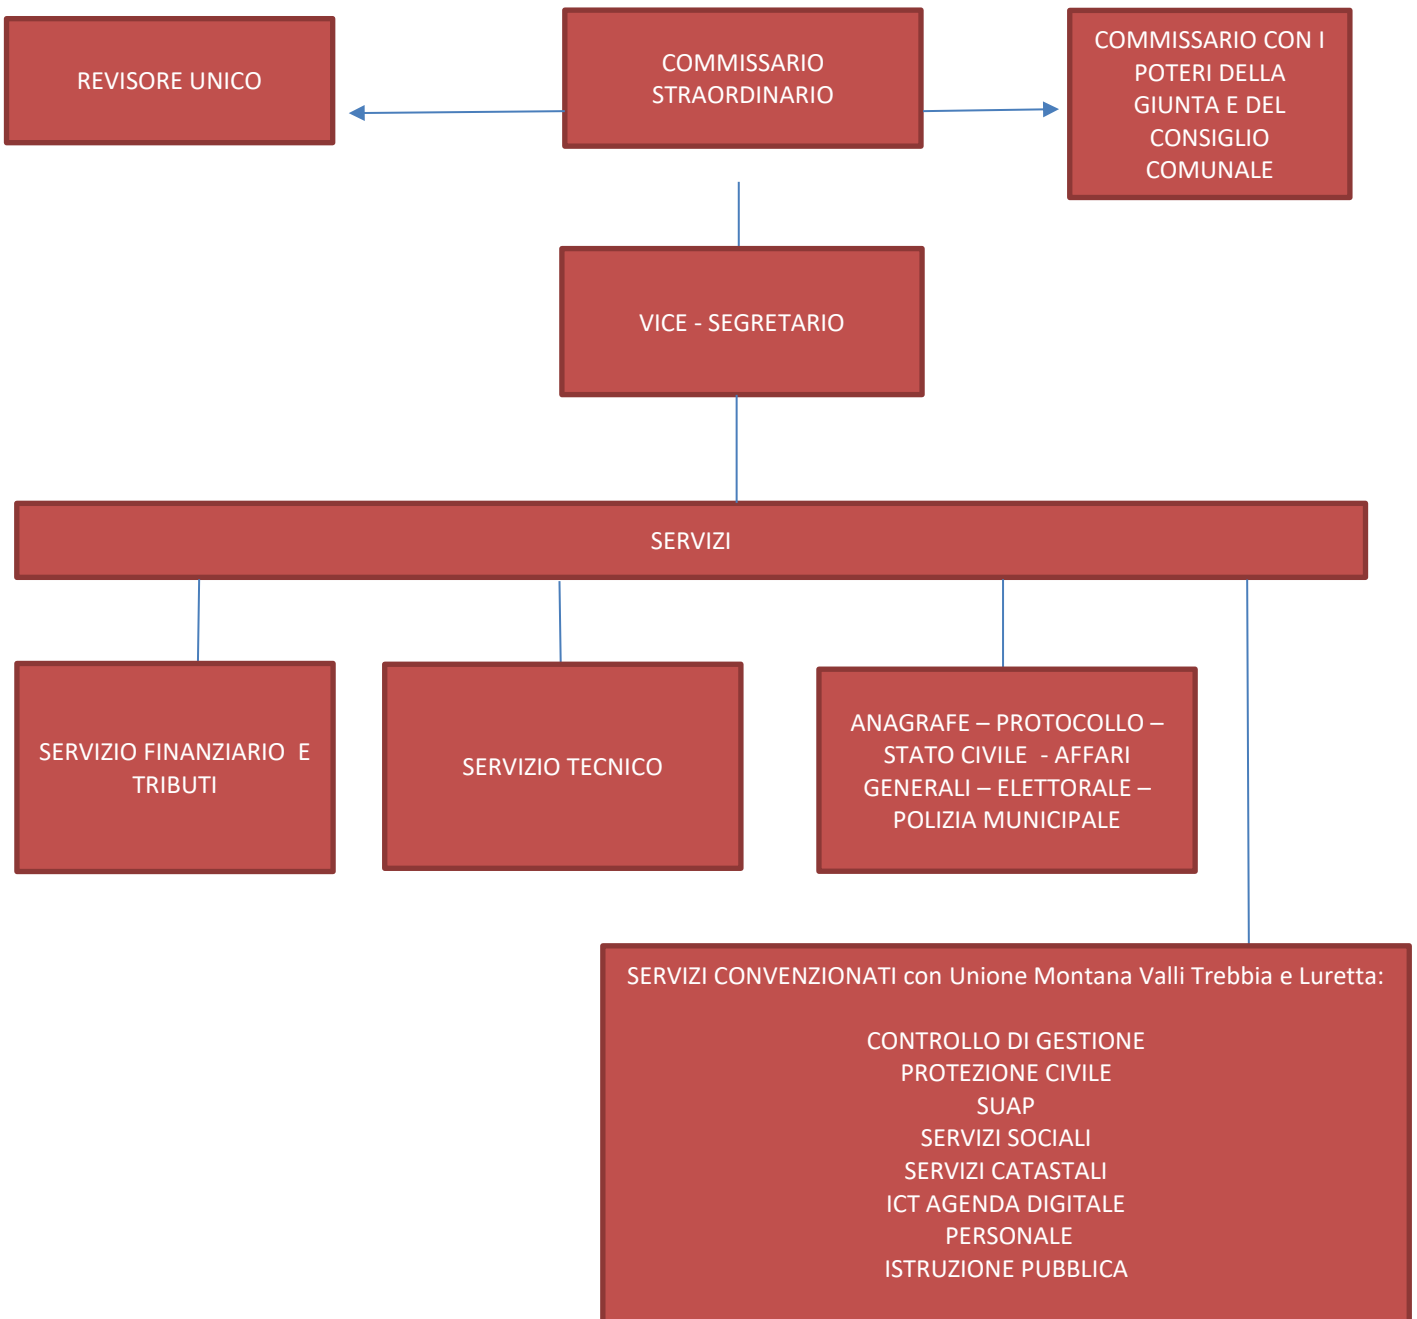 REVISORE UNICO
COMMISSARIO
STRAORDINARIO
COMMISSARIO CON I
POTERI DELLA
GIUNTA E DEL
CONSIGLIO
COMUNALE
VICE - SEGRETARIO
SERVIZI
SERVIZIO FINANZIARIO  E
TRIBUTI
SERVIZIO TECNICO
ANAGRAFE – PROTOCOLLO –
STATO CIVILE  - AFFARI
GENERALI – ELETTORALE –
POLIZIA MUNICIPALE
SERVIZI CONVENZIONATI con Unione Montana Valli Trebbia e Luretta:
CONTROLLO DI GESTIONE
PROTEZIONE CIVILE
SUAP
SERVIZI SOCIALI
SERVIZI CATASTALI
ICT AGENDA DIGITALE
PERSONALE
ISTRUZIONE PUBBLICA